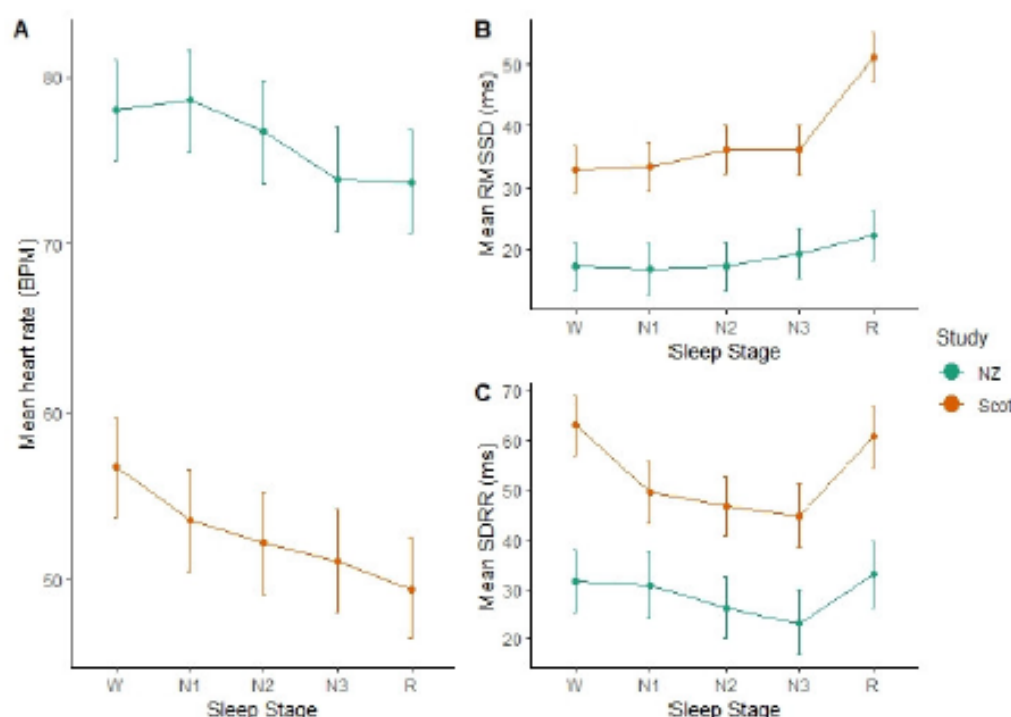 A
Mean heart rate (BPM)
80
70
60
50
W N1 N2 N3 R
Sleep Stage
B
Mean RMSSD (ms)
50
40
30
20
W N1 N2 N3 R
Sleep Stage
C
Mean SDRR (ms)
70
60
50
40
30
20
W N1 N2 N3 R
Sleep Stage
Study
NZ
Scot